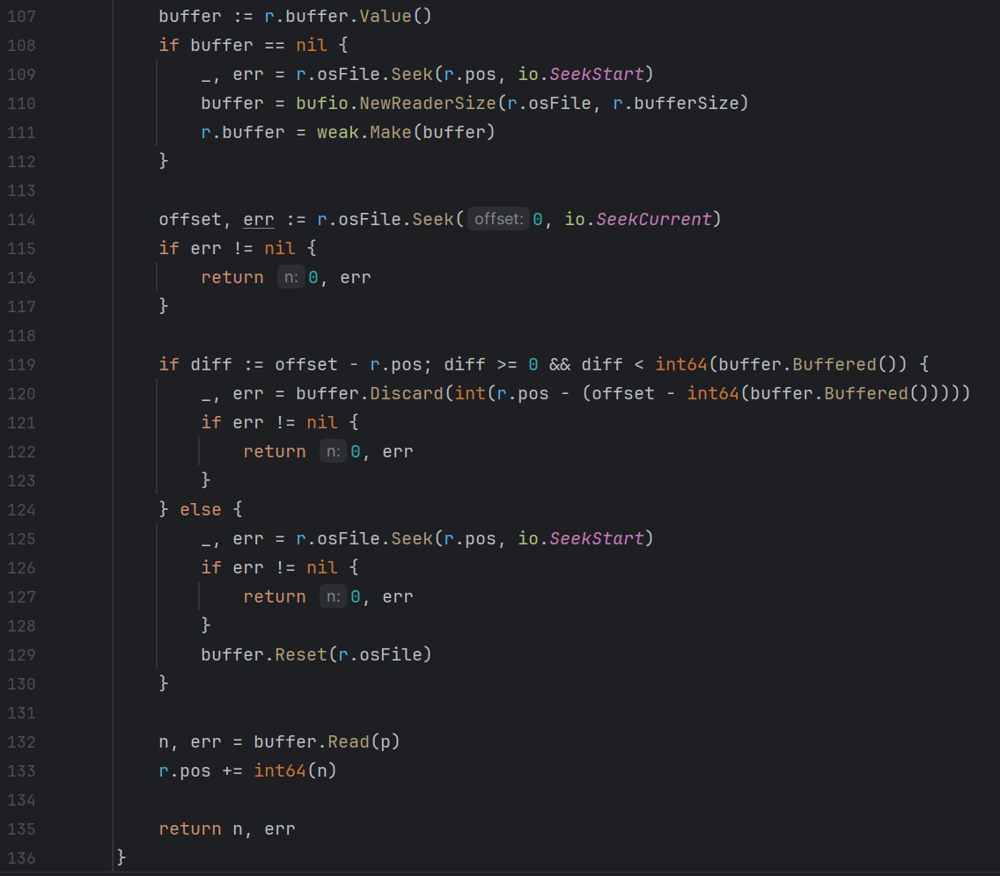 107 buffer := r.buffer.Value()
108 if buffer == nil {
109 _, err = r.osFile.Seek(r.pos, io.SeekStart)
110 buffer = bufio.NewReaderSize(r.osFile, r.bufferSize)
111 r.buffer = weak.Make(buffer)
112 }
113
114 offset, err := r.osFile.Seek( offset: 0, io.SeekCurrent)
115 if err != nil {
116 return n: 0, err
117 }
118
119 if diff := offset - r.pos; diff >= 0 && diff < int64(buffer.Buffered()) {
120 _, err = buffer.Discard(int(r.pos - (offset - int64(buffer.Buffered()))))
121 if err != nil {
122 return n: 0, err
123 }
124 } else {
125 _, err = r.osFile.Seek(r.pos, io.SeekStart)
126 if err != nil {
127 return n: 0, err
128 }
129 buffer.Reset(r.osFile)
130 }
131
132 n, err = buffer.Read(p)
133 r.pos += int64(n)
134
135 return n, err
136 }